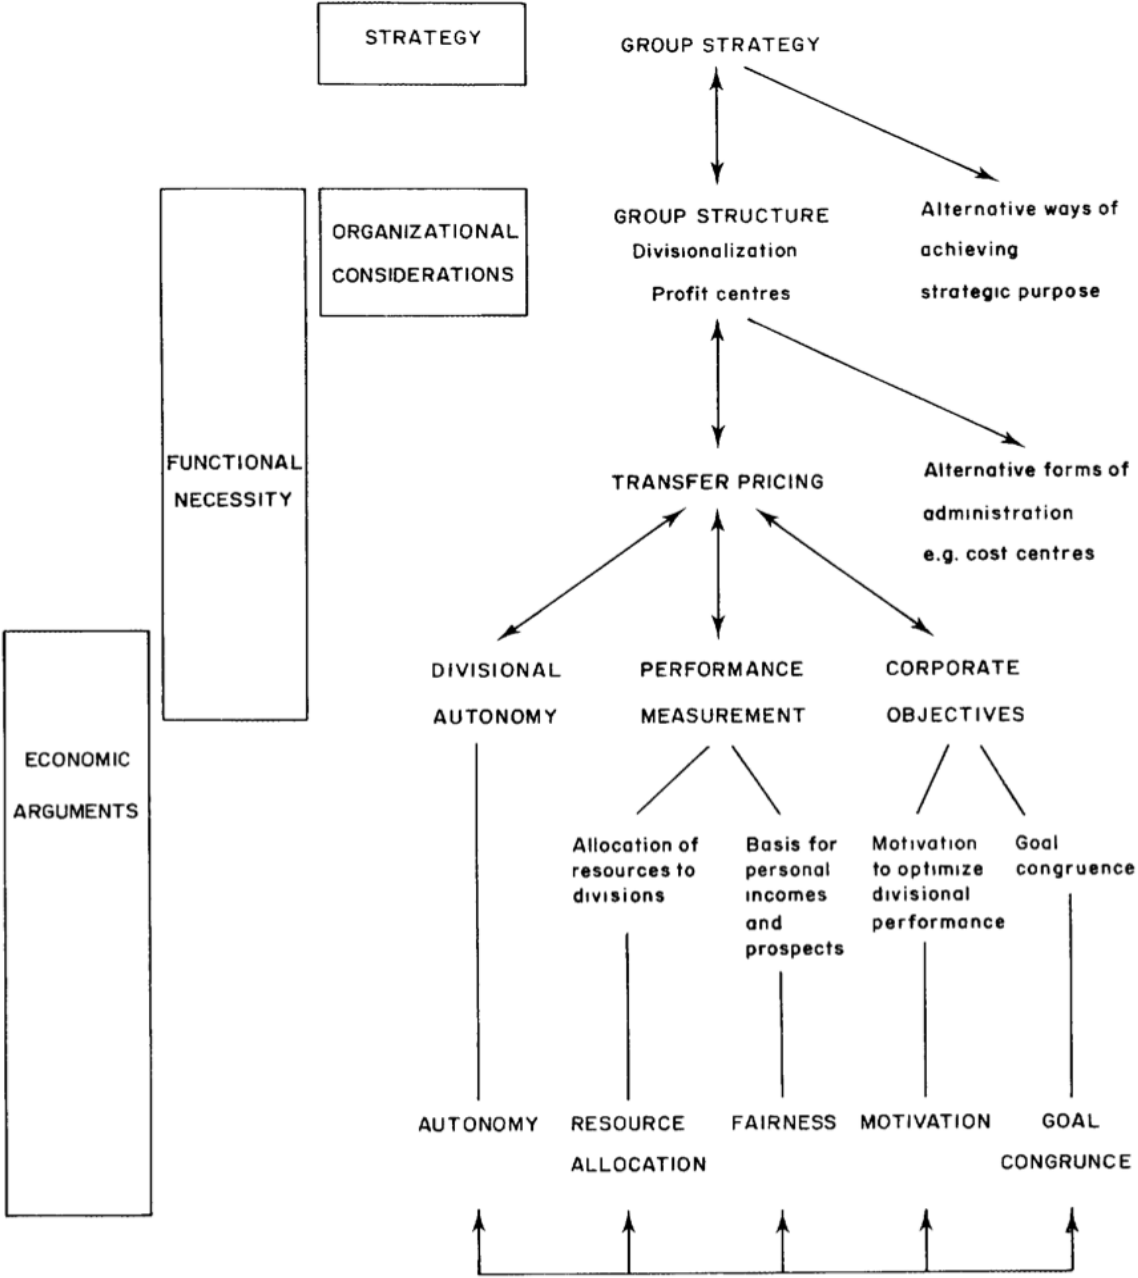 STRATEGY
GROUP STRATEGY
ORGANIZATIONAL
CONSIDERATIONS
GROUP STRUCTURE
Divisionalization
Profit centres
Alternative ways of
achieving
strategic purpose
FUNCTIONAL
NECESSITY
TRANSFER PRICING
Alternative forms of
administration
e.g. cost centres
ECONOMIC
ARGUMENTS
DIVISIONAL
AUTONOMY
PERFORMANCE
MEASUREMENT
CORPORATE
OBJECTIVES
Allocation of
resources to
divisions
Basis for
personal
incomes
and
prospects
Motivation
to optimize
divisional
performance
Goal
congruence
AUTONOMY
RESOURCE
ALLOCATION
FAIRNESS
MOTIVATION
GOAL
CONGRUNCE